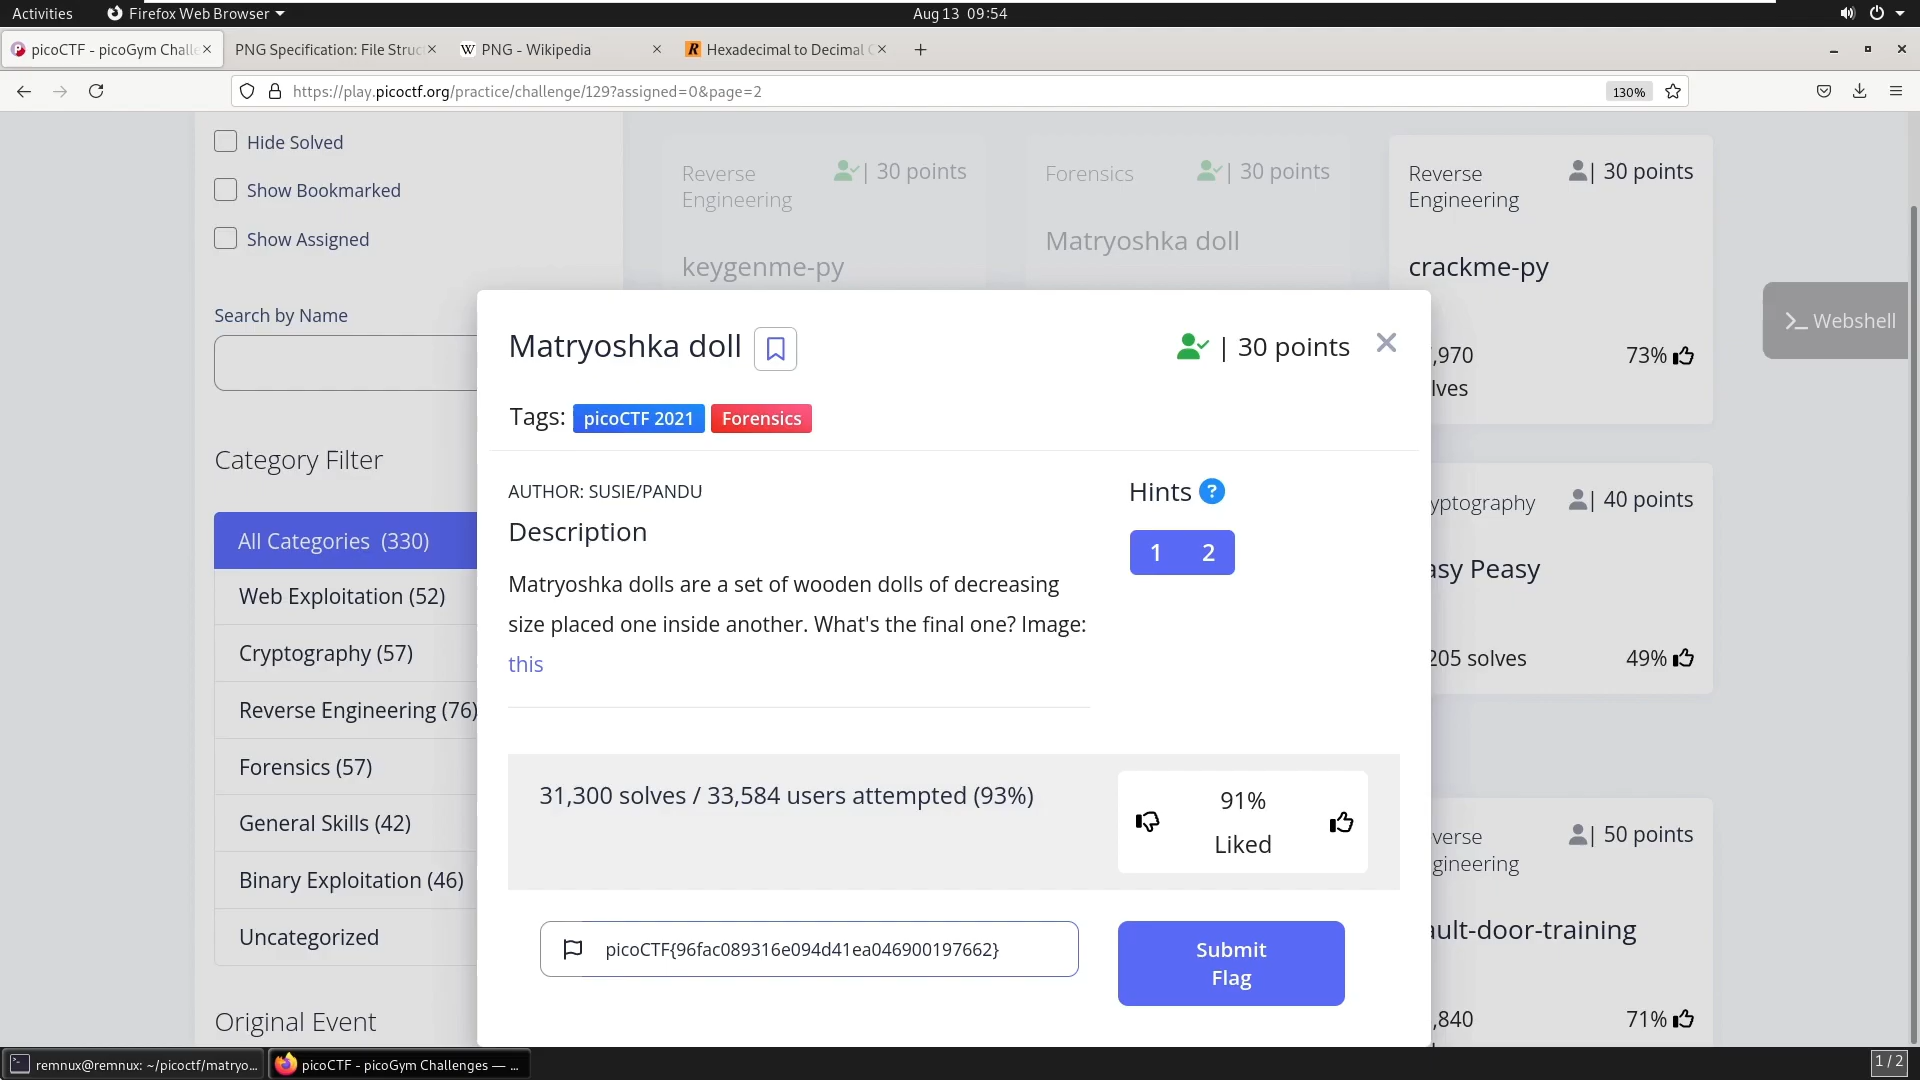 Activities
Firefox Web Browser
Aug 13 09:54
picoCTF - picoGym Challe
PNG Specification: File Struc
W PNG - Wikipedia
R Hexadecimal to Decimal C
https://play.picoctf.org/practice/challenge/129?assigned=0&page=2
130%
Hide Solved
Show Bookmarked
Show Assigned
Search by Name
Category Filter
All Categories (330)
Web Exploitation (52)
Cryptography (57)
Reverse Engineering (76)
Forensics (57)
General Skills (42)
Binary Exploitation (46)
Uncategorized
Original Event
Reverse
Engineering
| 30 points
keygenme-py
Forensics
| 30 points
Matryoshka doll
Reverse
Engineering
| 30 points
crackme-py
,970
lves
73%
>_ Webshell
Matryoshka doll
| 30 points
Tags: picoCTF 2021 Forensics
AUTHOR: SUSIE/PANDU
Description
Matryoshka dolls are a set of wooden dolls of decreasing
size placed one inside another. What's the final one? Image:
this
Hints ?
1 2
31,300 solves / 33,584 users attempted (93%)
91%
Liked
picoCTF{96fac089316e094d41ea046900197662}
Submit
Flag
yptography
| 40 points
asy Peasy
205 solves
49%
verse
gineering
| 50 points
ault-door-training
,840
71%
remnux@remnux: ~/picoctf/matryo...
picoCTF - picoGym Challenges — ...
1 / 2